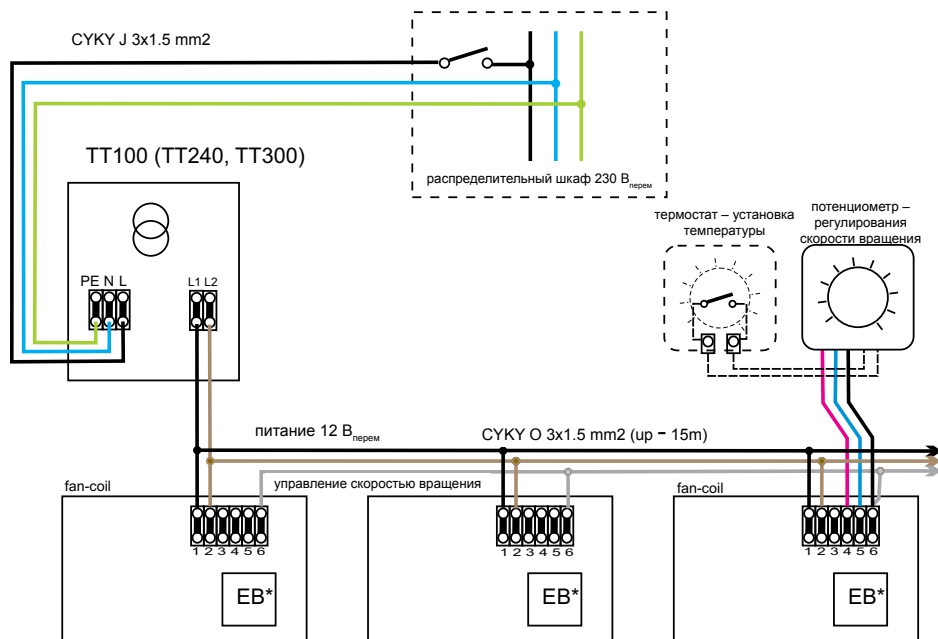 CYKY J 3x1.5 mm2
TT100 (TT240, TT300)
распределительный шкаф 230 Вперем
термостат – установка
температуры
потенциометр –
регулирования
скорости вращения
PE N L
L1 L2
питание 12 Вперем
CYKY O 3x1.5 mm2 (up - 15m)
fan-coil
управление скоростью вращения
fan-coil
1 2 3 4 5 6
1 2 3 4 5 6
1 2 3 4 5 6
EB*
EB*
EB*